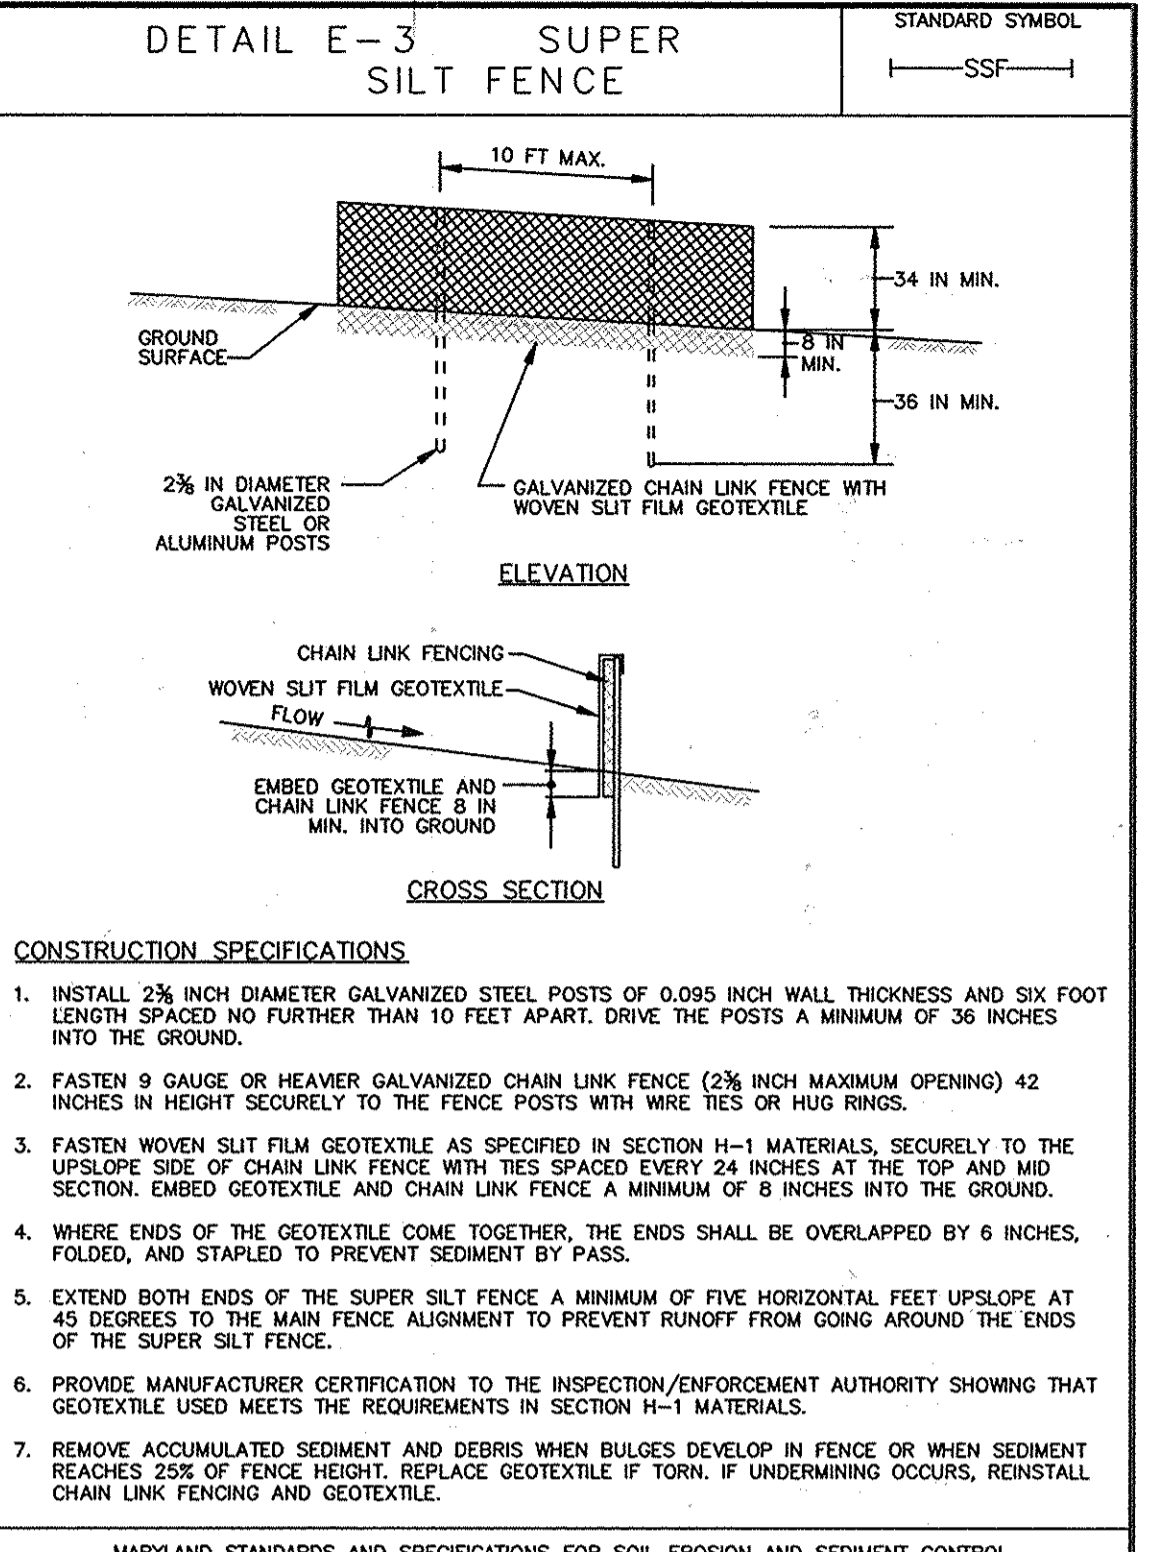 DETAIL E-3 SUPER
SILT FENCE
STANDARD SYMBOL
SSF
10 FT MAX.
34 IN MIN.
GROUND
SURFACE
8 IN
MIN.
36 IN MIN.
2⅜ IN DIAMETER
GALVANIZED
STEEL OR
ALUMINUM POSTS
GALVANIZED CHAIN LINK FENCE WITH
WOVEN SLIT FILM GEOTEXTILE
ELEVATION
CHAIN LINK FENCING
WOVEN SLIT FILM GEOTEXTILE
FLOW
EMBED GEOTEXTILE AND
CHAIN LINK FENCE 8 IN
MIN. INTO GROUND
CROSS SECTION
CONSTRUCTION SPECIFICATIONS
1. INSTALL 2⅜ INCH DIAMETER GALVANIZED STEEL POSTS OF 0.095 INCH WALL THICKNESS AND SIX FOOT
LENGTH SPACED NO FURTHER THAN 10 FEET APART. DRIVE THE POSTS A MINIMUM OF 36 INCHES
INTO THE GROUND.
2. FASTEN 9 GAUGE OR HEAVIER GALVANIZED CHAIN LINK FENCE (2⅜ INCH MAXIMUM OPENING) 42
INCHES IN HEIGHT SECURELY TO THE FENCE POSTS WITH WIRE TIES OR HUG RINGS.
3. FASTEN WOVEN SLIT FILM GEOTEXTILE AS SPECIFIED IN SECTION H-1 MATERIALS, SECURELY TO THE
UPSLOPE SIDE OF CHAIN LINK FENCE WITH TIES SPACED EVERY 24 INCHES AT THE TOP AND MID
SECTION. EMBED GEOTEXTILE AND CHAIN LINK FENCE A MINIMUM OF 8 INCHES INTO THE GROUND.
4. WHERE ENDS OF THE GEOTEXTILE COME TOGETHER, THE ENDS SHALL BE OVERLAPPED BY 6 INCHES,
FOLDED, AND STAPLED TO PREVENT SEDIMENT BY PASS.
5. EXTEND BOTH ENDS OF THE SUPER SILT FENCE A MINIMUM OF FIVE HORIZONTAL FEET UPSLOPE AT
45 DEGREES TO THE MAIN FENCE ALIGNMENT TO PREVENT RUNOFF FROM GOING AROUND THE ENDS
OF THE SUPER SILT FENCE.
6. PROVIDE MANUFACTURER CERTIFICATION TO THE INSPECTION/ENFORCEMENT AUTHORITY SHOWING THAT
GEOTEXTILE USED MEETS THE REQUIREMENTS IN SECTION H-1 MATERIALS.
7. REMOVE ACCUMULATED SEDIMENT AND DEBRIS WHEN BULGES DEVELOP IN FENCE OR WHEN SEDIMENT
REACHES 25% OF FENCE HEIGHT. REPLACE GEOTEXTILE IF TORN. IF UNDERMINING OCCURS, REINSTALL
CHAIN LINK FENCING AND GEOTEXTILE.
MARYLAND STANDARDS AND SPECIFICATIONS FOR SOIL EROSION AND SEDIMENT CONTROL